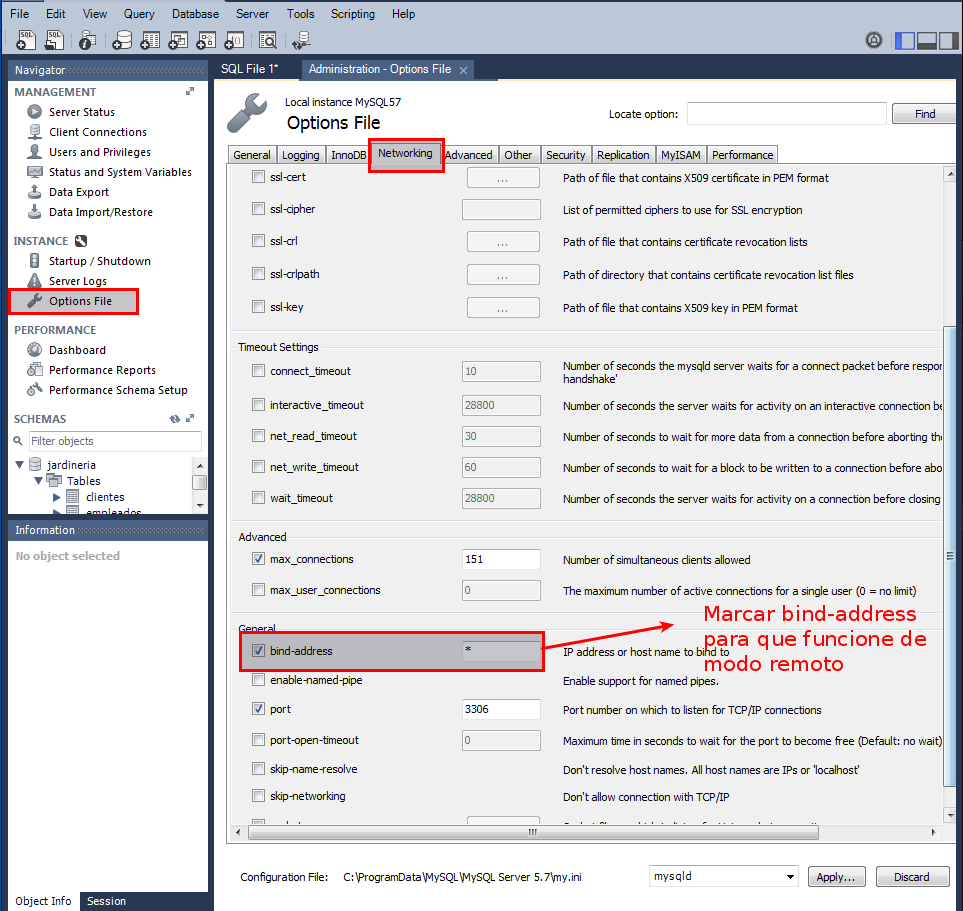 File Edit View Query Database Server Tools Scripting Help
Navigator
MANAGEMENT
Server Status
Client Connections
Users and Privileges
Status and System Variables
Data Export
Data Import/Restore
INSTANCE
Startup / Shutdown
Server Logs
Options File
PERFORMANCE
Dashboard
Performance Reports
Performance Schema Setup
SCHEMAS
Filter objects
jardineria
Tables
clientes
empleados
Information
No object selected
Object Info Session
SQL File 1* Administration - Options File
Local instance MySQL57
Options File
Locate option: Find
General Logging InnoDB Networking Advanced Other Security Replication MyISAM Performance
ssl-cert ... Path of file that contains X509 certificate in PEM format
ssl-cipher List of permitted ciphers to use for SSL encryption
ssl-crl ... Path of file that contains certificate revocation lists
ssl-crlpath ... Path of directory that contains certificate revocation list files
ssl-key ... Path of file that contains X509 key in PEM format
Timeout Settings
connect_timeout 10 Number of seconds the mysqld server waits for a connect packet before respor
handshake'
interactive_timeout 28800 Number of seconds the server waits for activity on an interactive connection be
net_read_timeout 30 Number of seconds to wait for more data from a connection before aborting the
net_write_timeout 60 Number of seconds to wait for a block to be written to a connection before abo
wait_timeout 28800 Number of seconds the server waits for activity on a connection before closing
Advanced
max_connections 151 Number of simultaneous clients allowed
max_user_connections 0 The maximum number of active connections for a single user (0 = no limit)
General
bind-address * IP address or host name to bind to
Marcar bind-address
para que funcione de
modo remoto
enable-named-pipe Enable support for named pipes.
port 3306 Port number on which to listen for TCP/IP connections
port-open-timeout 0 Maximum time in seconds to wait for the port to become free (Default: no wait)
skip-name-resolve Don't resolve host names. All host names are IPs or 'localhost'
skip-networking Don't allow connection with TCP/IP
Configuration File: C:\ProgramData\MySQL\MySQL Server 5.7\my.ini mysqld Apply... Discard